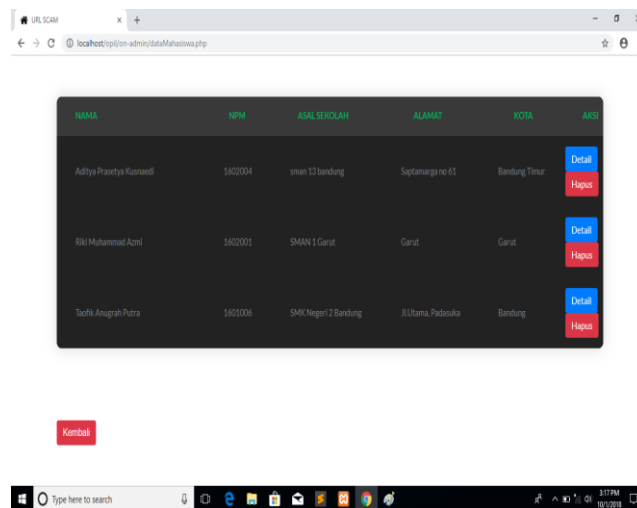 URL SCAM
localhost/opil/on-admin/dataMahasiswa.php
NAMA NPM ASAL SEKOLAH ALAMAT KOTA AKSI
Aditya Prasetya Kusnaedi 1602004 sman 13 bandung Saptamarga no 61 Bandung Timur Detail
Hapus
Riki Muhammad Azmi 1602001 SMAN 1 Garut Garut Garut Detail
Hapus
Taofik Anugrah Putra 1601006 SMK Negeri 2 Bandung Jl.Utama, Padasuka Bandung Detail
Hapus
Kembali
Type here to search 3:17 PM
10/1/2018